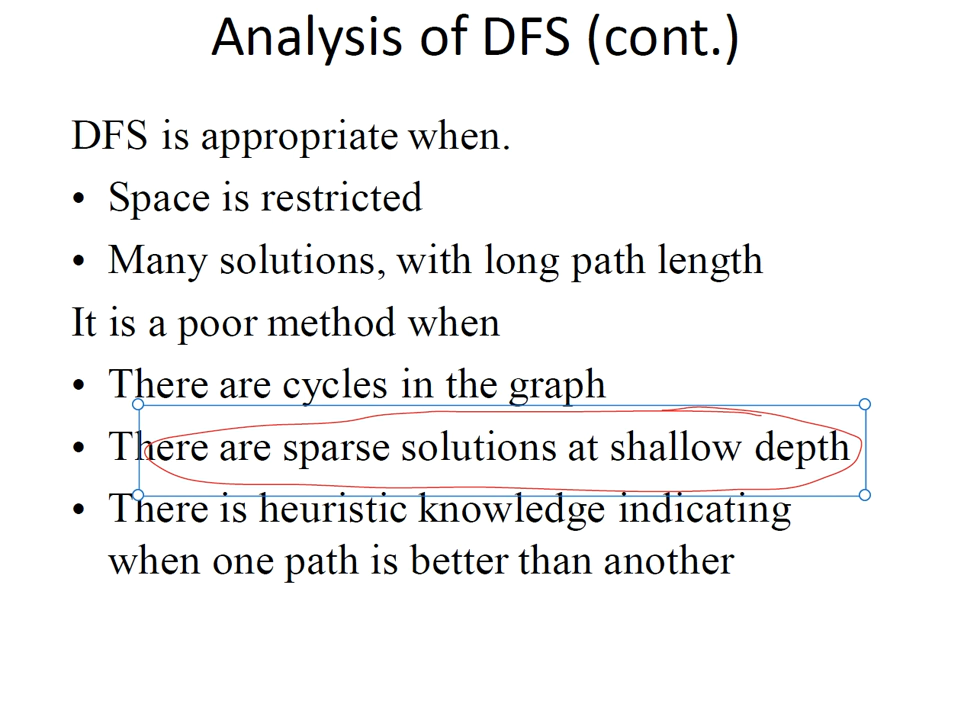 Analysis of DFS (cont.)
DFS is appropriate when.
• Space is restricted
• Many solutions, with long path length
It is a poor method when
• There are cycles in the graph
• There are sparse solutions at shallow depth
• There is heuristic knowledge indicating
when one path is better than another